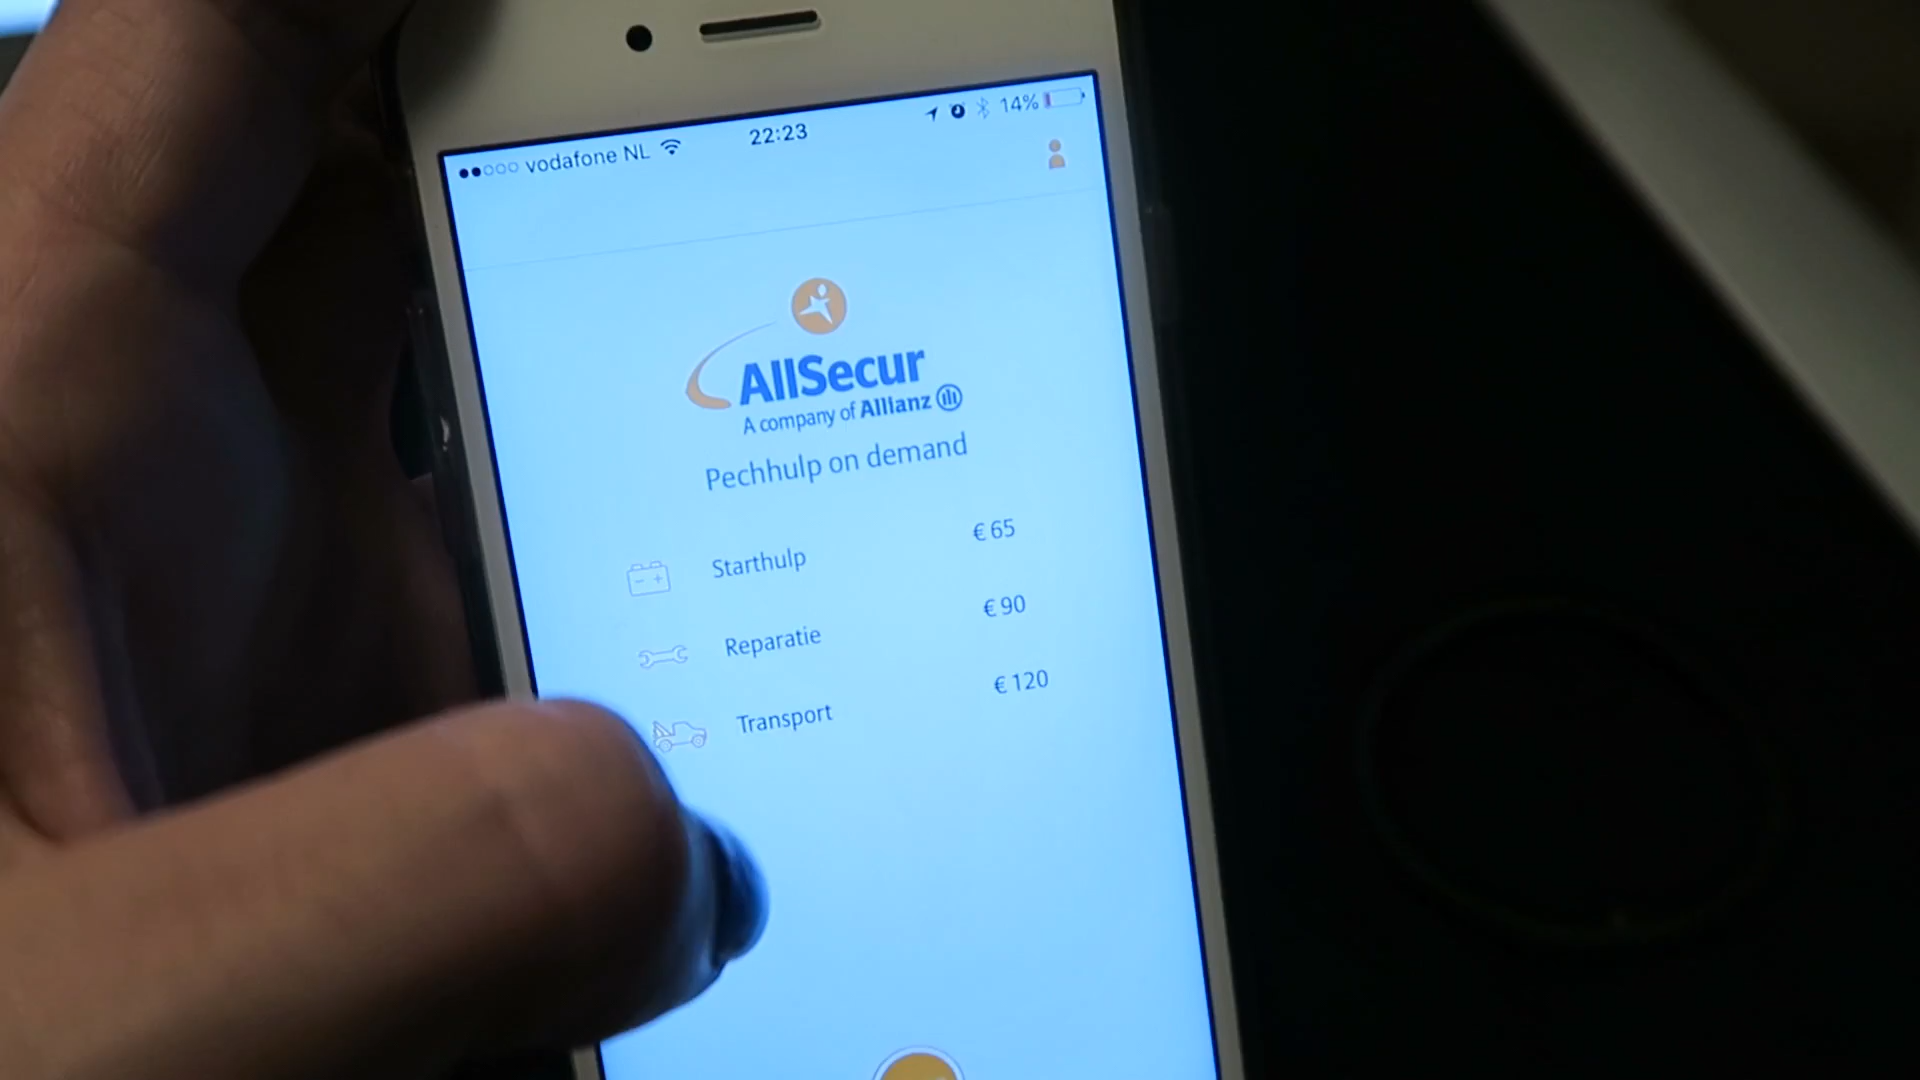 vodafone NL 22:23 14%
AllSecur
A company of Allianz
Pechhulp on demand
Starthulp € 65
Reparatie € 90
Transport € 120